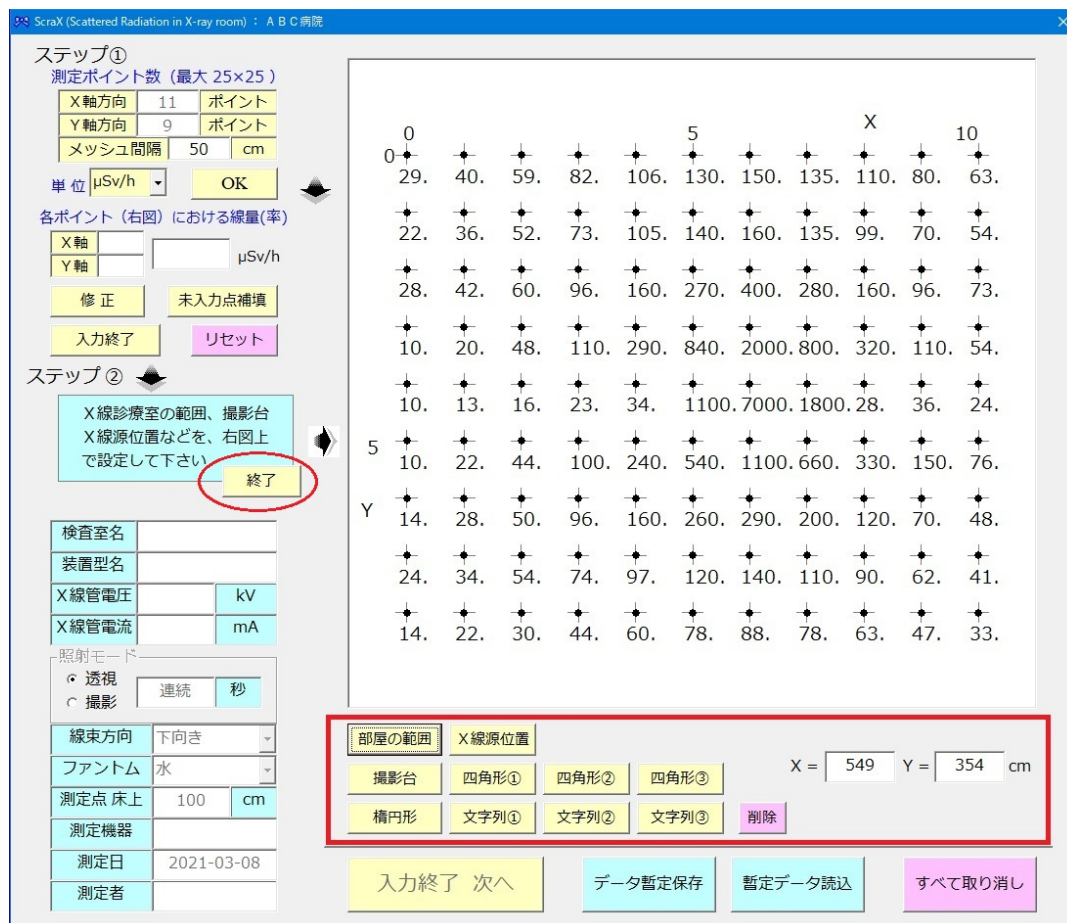 ScraX (Scattered Radiation in X-ray room) : ＡＢＣ病院
ステップ①
測定ポイント数（最大 25×25 ）
Ｘ軸方向 11 ポイント
Ｙ軸方向 9 ポイント
メッシュ間隔 50 cm
単 位 μSv/h OK
各ポイント（右図）における線量(率)
Ｘ軸
Ｙ軸
μSv/h
修 正 未入力点補填
入力終了 リセット
ステップ ②
Ｘ線診療室の範囲、撮影台
Ｘ線源位置などを、右図上
で設定して下さい
終了
検査室名
装置型名
Ｘ線管電圧 kV
Ｘ線管電流 mA
照射モード
透視
撮影
連続 秒
線束方向 下向き
ファントム 水
測定点 床上 100 cm
測定機器
測定日 2021-03-08
測定者
0 5 X 10
0
29. 40. 59. 82. 106. 130. 150. 135. 110. 80. 63.
22. 36. 52. 73. 105. 140. 160. 135. 99. 70. 54.
28. 42. 60. 96. 160. 270. 400. 280. 160. 96. 73.
10. 20. 48. 110. 290. 840. 2000. 800. 320. 110. 54.
10. 13. 16. 23. 34. 1100. 7000. 1800. 28. 36. 24.
5
10. 22. 44. 100. 240. 540. 1100. 660. 330. 150. 76.
Y
14. 28. 50. 96. 160. 260. 290. 200. 120. 70. 48.
24. 34. 54. 74. 97. 120. 140. 110. 90. 62. 41.
14. 22. 30. 44. 60. 78. 88. 78. 63. 47. 33.
部屋の範囲 Ｘ線源位置
撮影台 四角形① 四角形② 四角形③
X = 549 Y = 354 cm
楕円形 文字列① 文字列② 文字列③ 削除
入力終了 次へ データ暫定保存 暫定データ読込 すべて取り消し